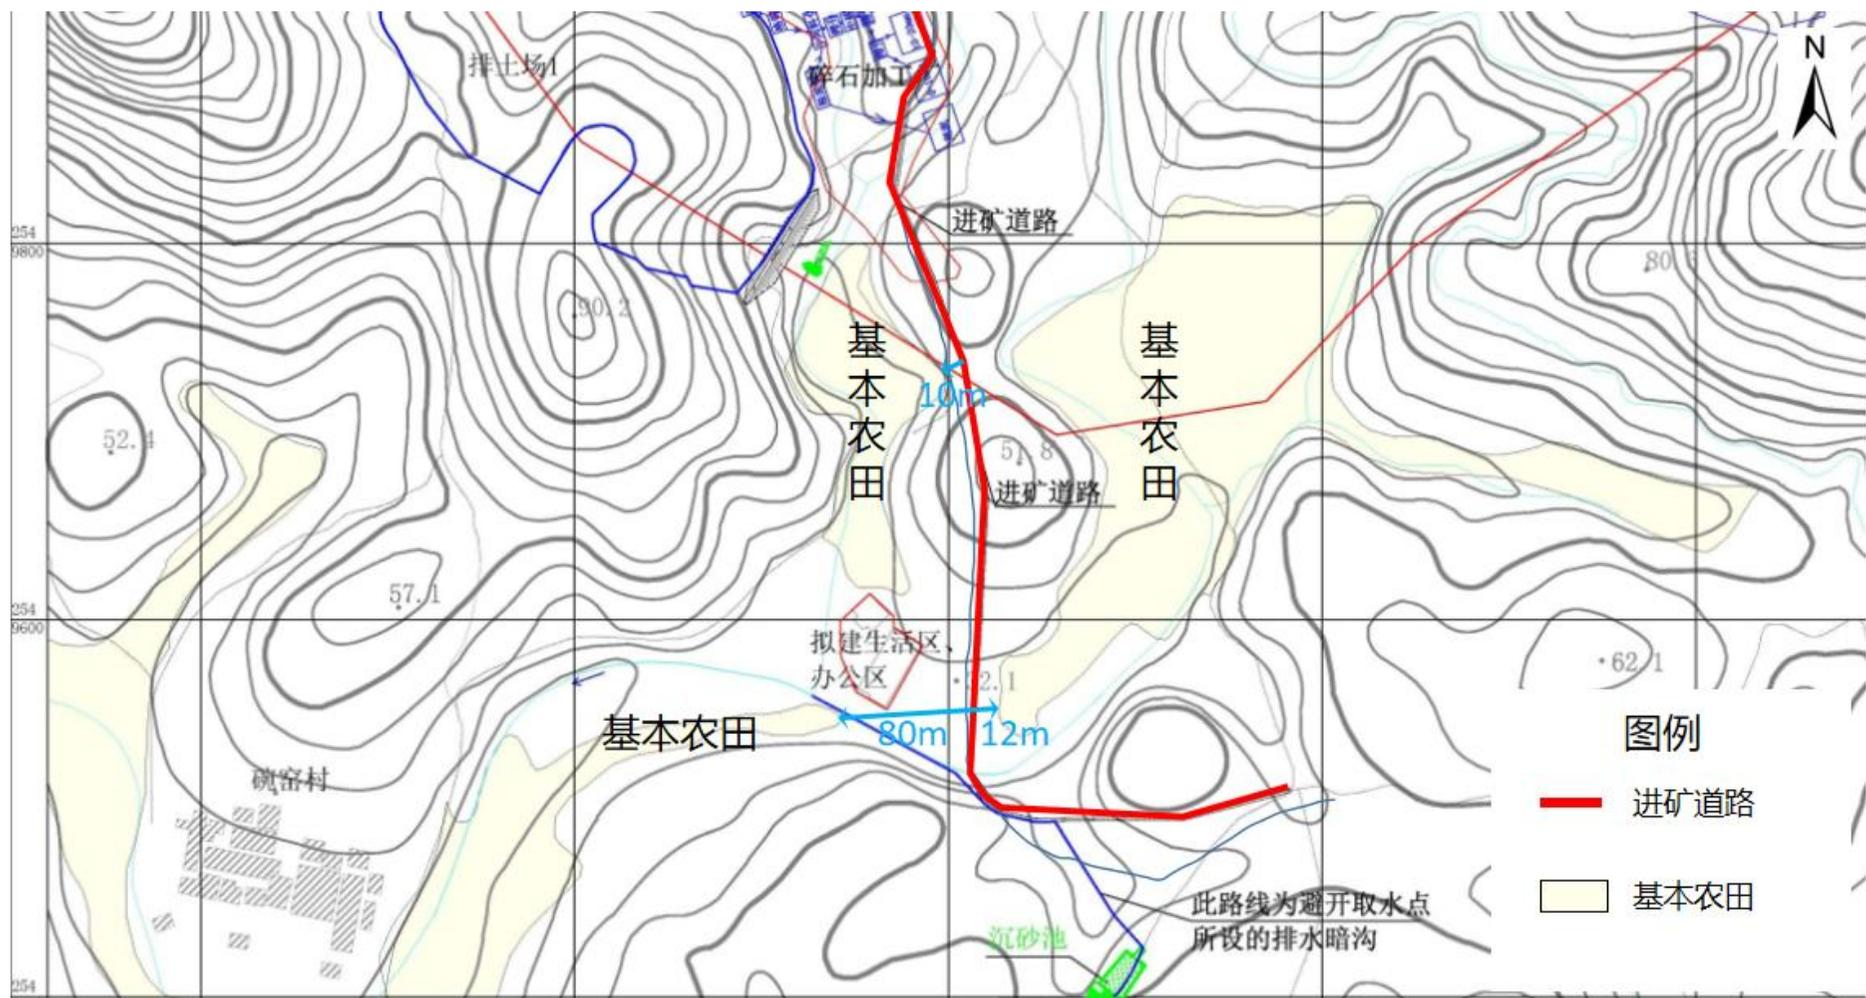 N
排土场1
碎石加工
进矿道路
254
9800
80.3
90.2
基本农田
基本农田
10m
52.4
51.8
进矿道路
57.1
254
9600
拟建生活区、
办公区
62.1
基本农田
80m
12m
图例
进矿道路
碗窑村
基本农田
此路线为避开取水点
所设的排水暗沟
沉砂池
254